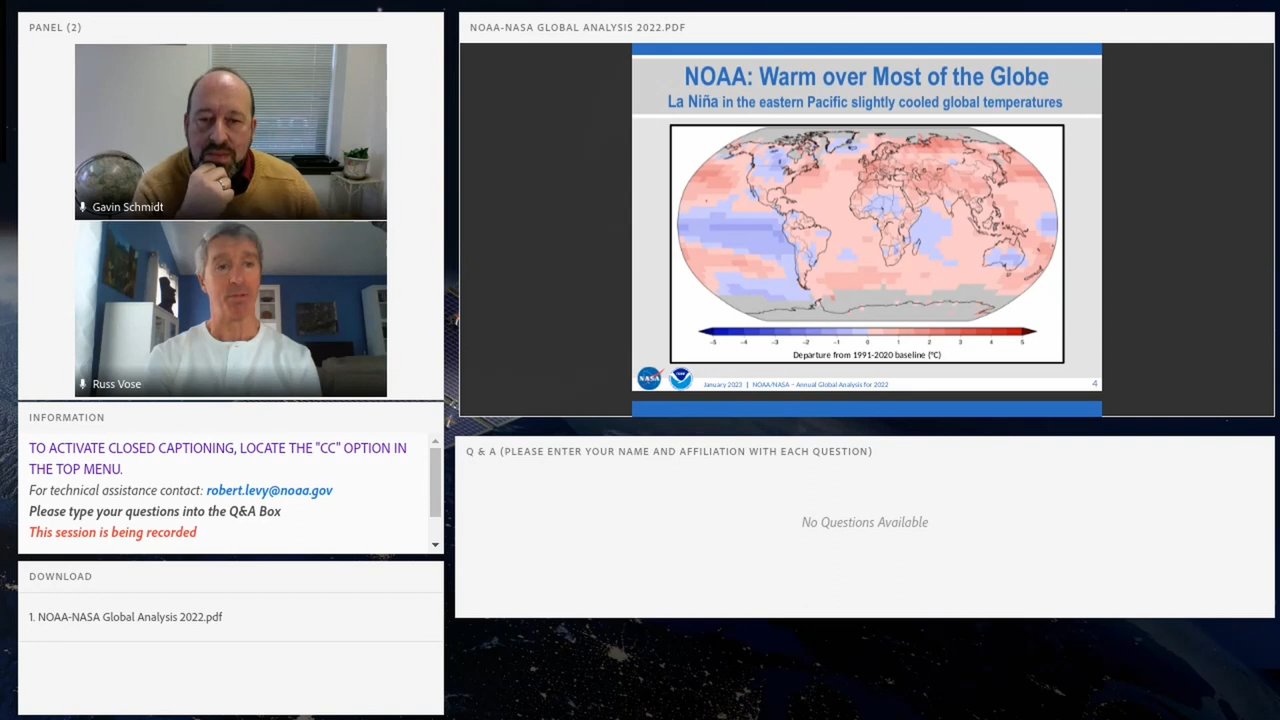 PANEL (2)
Gavin Schmidt
Russ Vose
INFORMATION
TO ACTIVATE CLOSED CAPTIONING, LOCATE THE "CC" OPTION IN
THE TOP MENU.
For technical assistance contact: robert.levy@noaa.gov
Please type your questions into the Q&A Box
This session is being recorded
DOWNLOAD
1. NOAA-NASA Global Analysis 2022.pdf
NOAA-NASA GLOBAL ANALYSIS 2022.PDF
NOAA: Warm over Most of the Globe
La Niña in the eastern Pacific slightly cooled global temperatures
-5 -4 -3 -2 -1 0 1 2 3 4 5
Departure from 1991-2020 baseline (°C)
NASA
January 2023 | NOAA/NASA – Annual Global Analysis for 2022
4
Q & A (PLEASE ENTER YOUR NAME AND AFFILIATION WITH EACH QUESTION)
No Questions Available